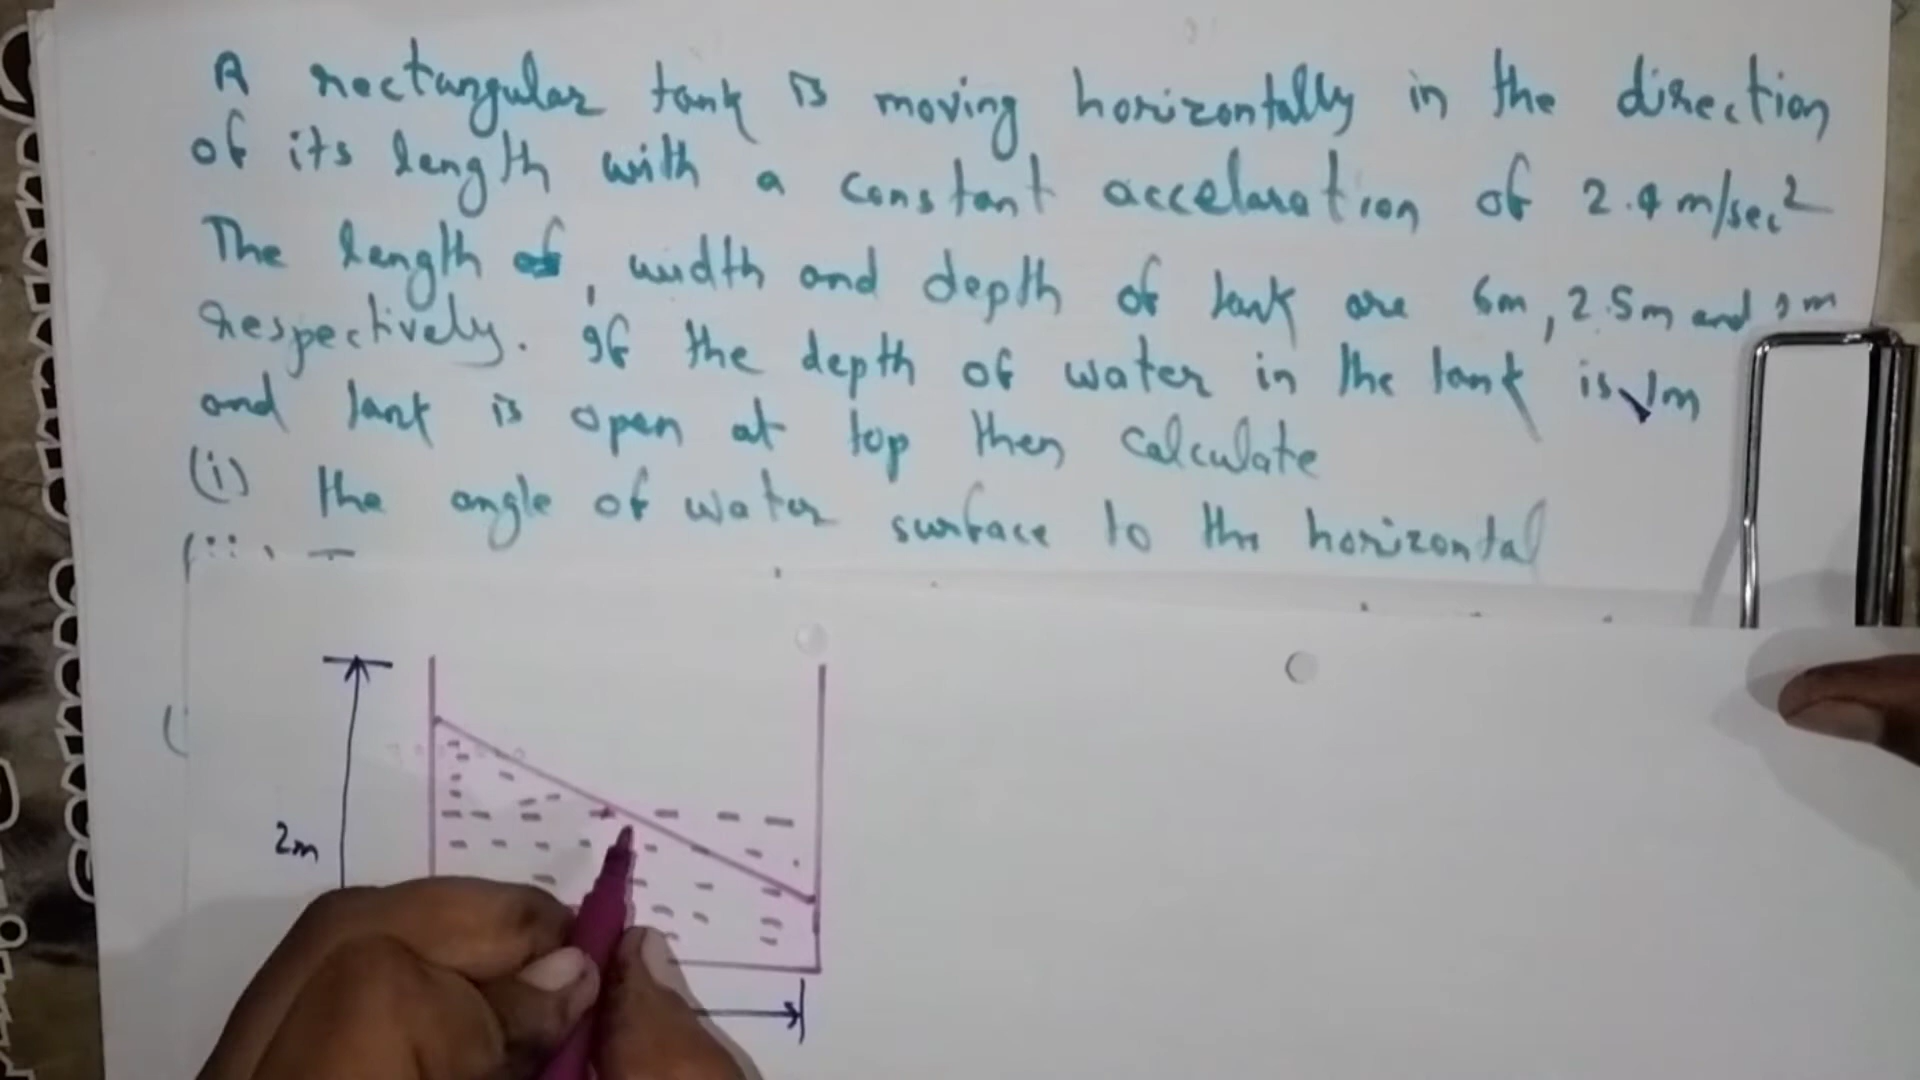 A rectangular tank is moving horizontally in the direction
of its length with a constant accelaration of 2.4 m/sec²
The length of, width and depth of tank are 6m, 2.5m and 2m
respectively. If the depth of water in the tank is 1m
and tank is open at top then calculate
(i) the angle of water surface to the horizontal
2m